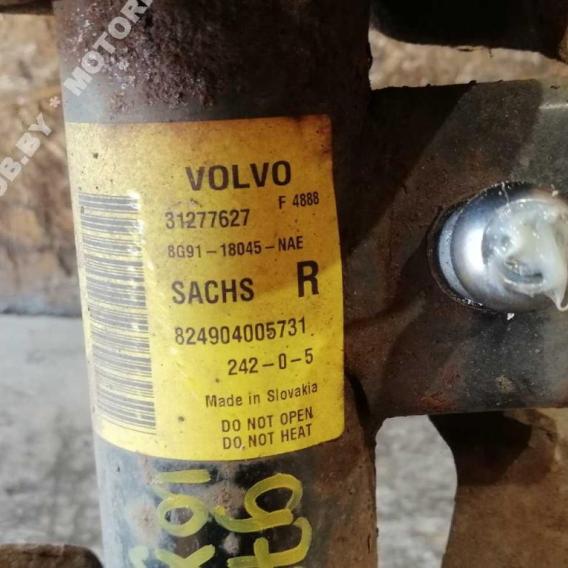 VOLVO
31277627 F 4888
8G91-18045-NAE
SACHS R
824904005731
242-0-5
Made in Slovakia
DO NOT OPEN
DO NOT HEAT